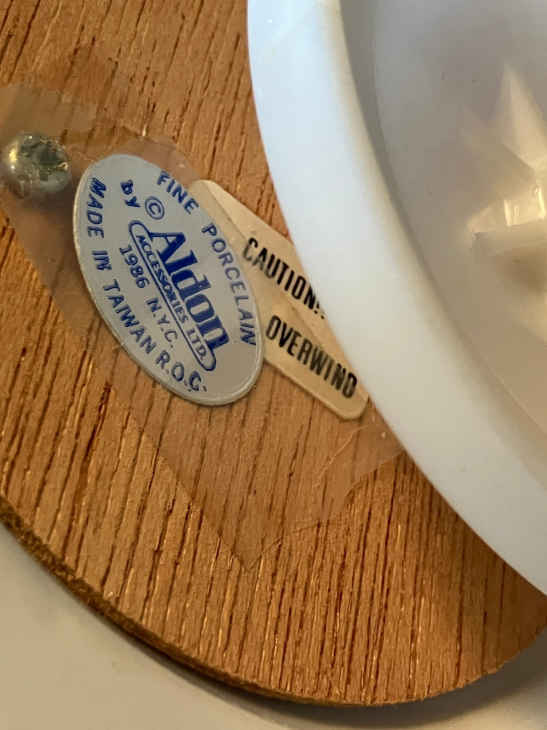 FINE PORCELAIN
by ©
Aldon
ACCESSORIES LTD.
1986 N.Y.C.
MADE IN TAIWAN R.O.C.
CAUTION!!
OVERWIND